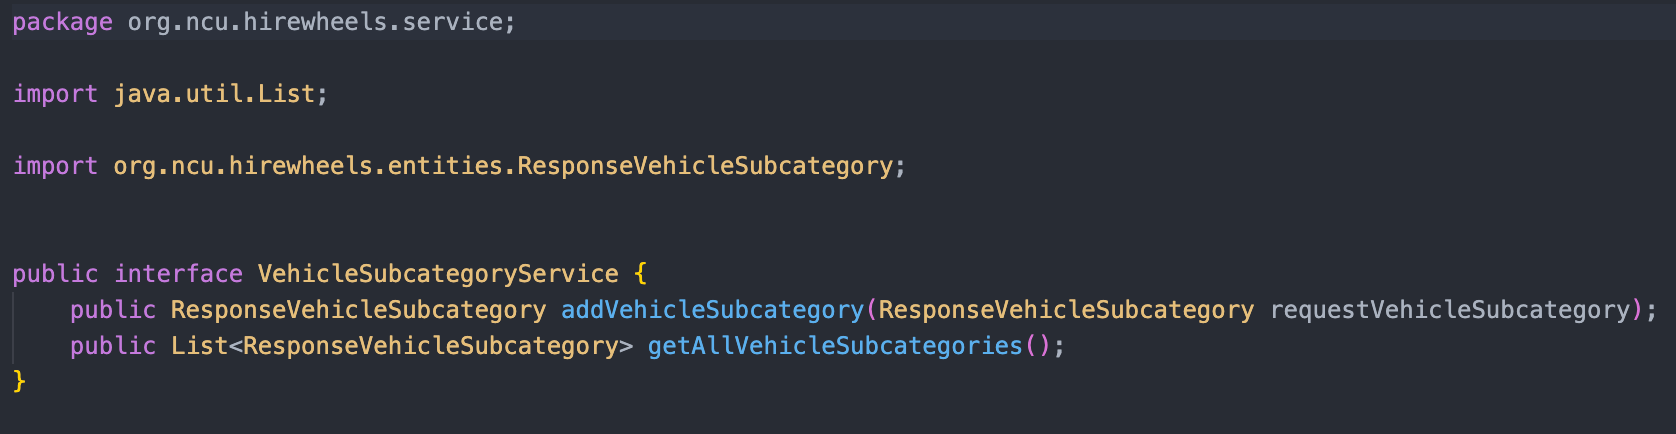 package org.ncu.hirewheels.service;
import java.util.List;
import org.ncu.hirewheels.entities.ResponseVehicleSubcategory;
public interface VehicleSubcategoryService {
    public ResponseVehicleSubcategory addVehicleSubcategory(ResponseVehicleSubcategory requestVehicleSubcategory);
    public List<ResponseVehicleSubcategory> getAllVehicleSubcategories();
}